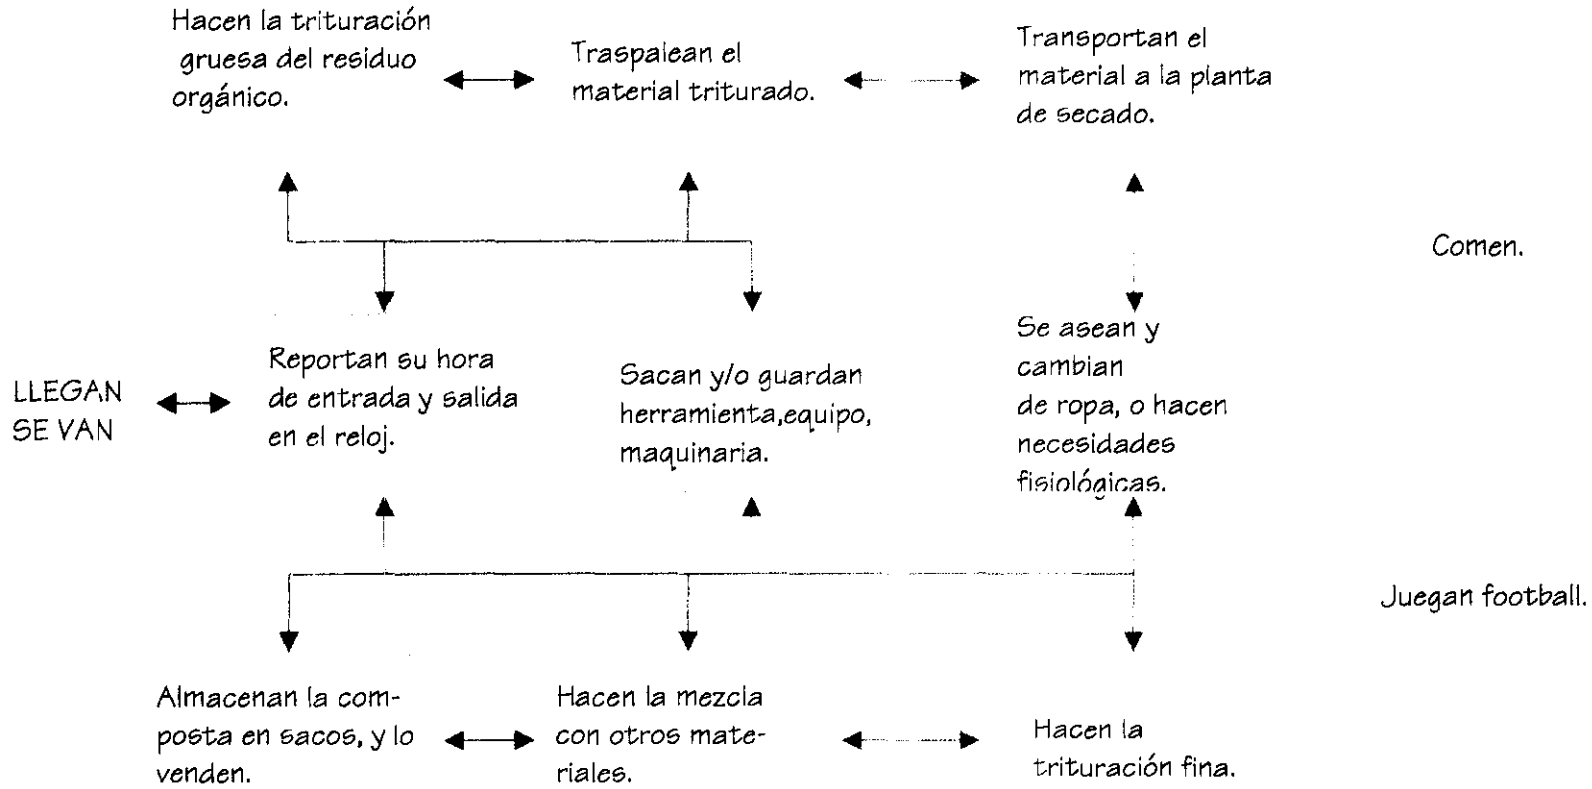 Hacen la trituración
gruesa del residuo
orgánico.
Traspalean el
material triturado.
Transportan el
material a la planta
de secado.
Comen.
LLEGAN
SE VAN
Reportan su hora
de entrada y salida
en el reloj.
Sacan y/o guardan
herramienta,equipo,
maquinaria.
Se asean y
cambian
de ropa, o hacen
necesidades
fisiológicas.
Juegan football.
Almacenan la com-
posta en sacos, y lo
venden.
Hacen la mezcla
con otros mate-
riales.
Hacen la
trituración fina.